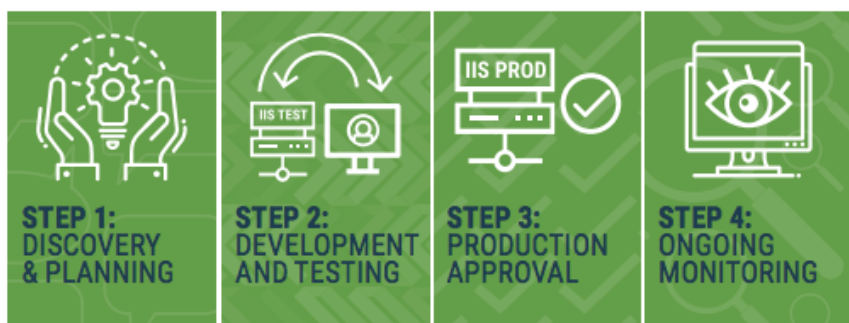 IIS TEST
IIS PROD
STEP 1:
DISCOVERY
& PLANNING
STEP 2:
DEVELOPMENT
AND TESTING
STEP 3:
PRODUCTION
APPROVAL
STEP 4:
ONGOING
MONITORING